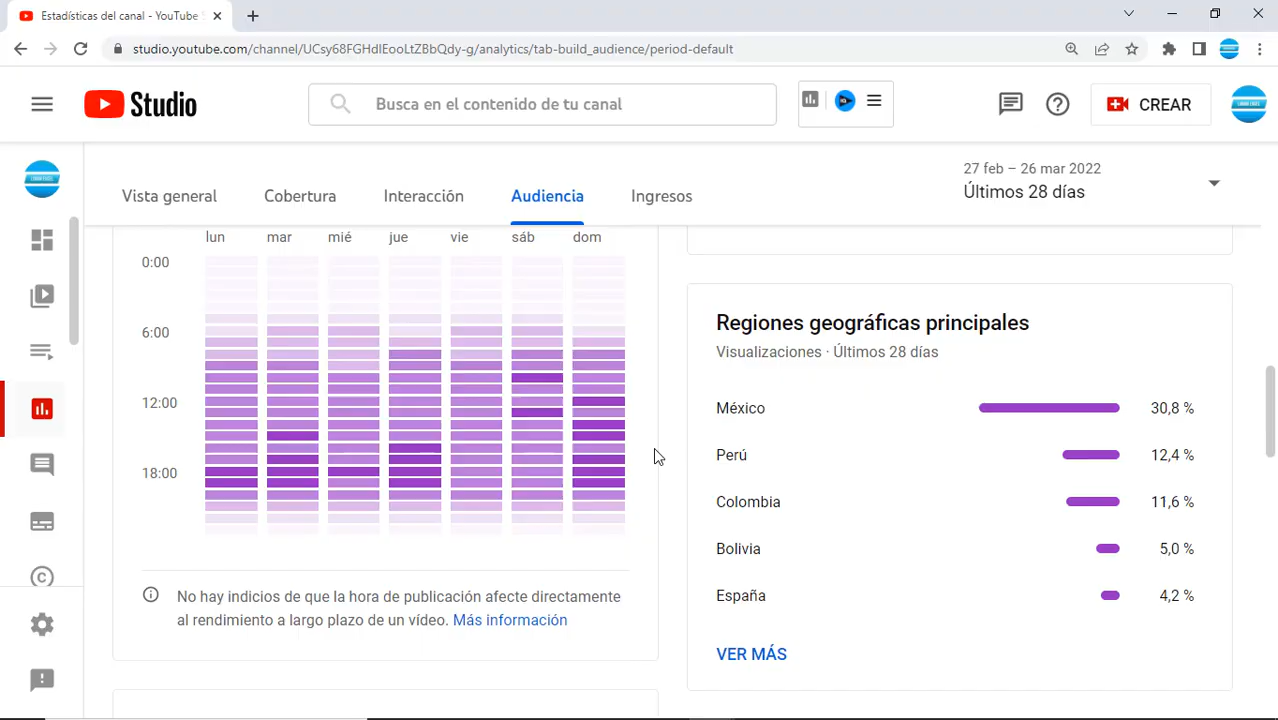 Estadísticas del canal - YouTube S
studio.youtube.com/channel/UCsy68FGHdIEooLtZBbQdy-g/analytics/tab-build_audience/period-default
Studio
Busca en el contenido de tu canal
CREAR
Vista general
Cobertura
Interacción
Audiencia
Ingresos
27 feb – 26 mar 2022
Últimos 28 días
lun mar mié jue vie sáb dom
0:00
6:00
12:00
18:00
No hay indicios de que la hora de publicación afecte directamente
al rendimiento a largo plazo de un vídeo. Más información
Regiones geográficas principales
Visualizaciones · Últimos 28 días
México 30,8 %
Perú 12,4 %
Colombia 11,6 %
Bolivia 5,0 %
España 4,2 %
VER MÁS